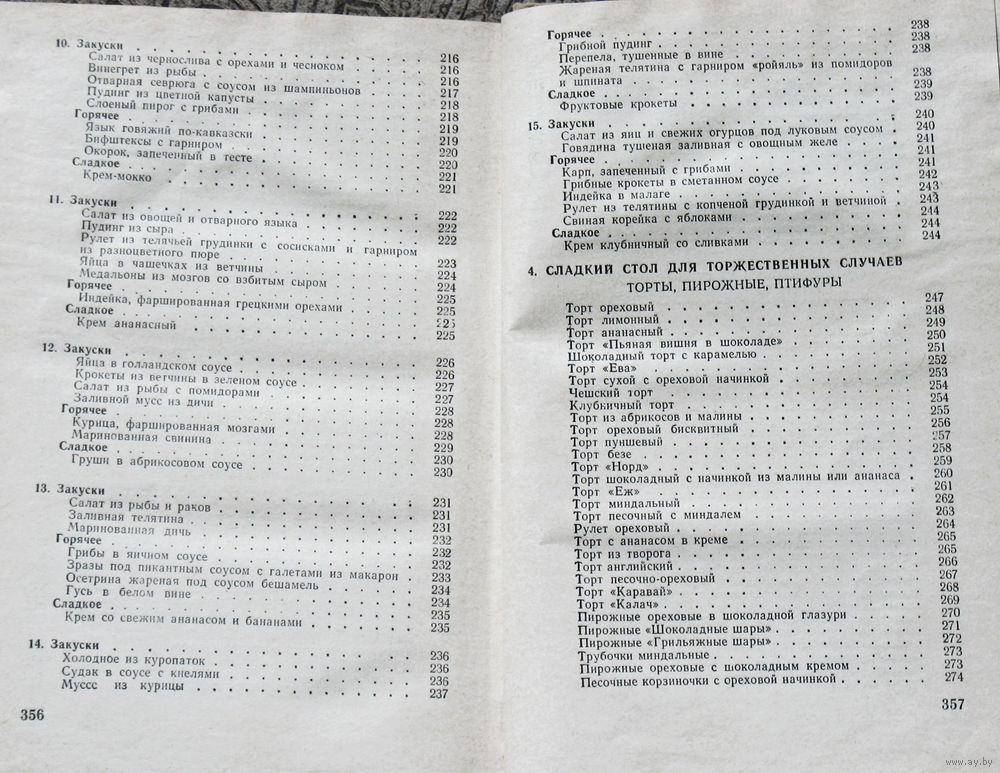 10. Закуски 216
Салат из чернослива с орехами и чесноком 216
Винегрет из рыбы 216
Отварная севрюга с соусом из шампиньонов 217
Пудинг из цветной капусты 218
Слоеный пирог с грибами 218
Горячее 219
Язык говяжий по-кавказски 219
Бифштексы с гарниром 220
Окорок, запеченный в тесте 220
Сладкое 221
Крем-мокко 221
11. Закуски 222
Салат из овощей и отварного языка 222
Пудинг из сыра 222
Рулет из телячьей грудинки с сосисками и гарниром
из разноцветного пюре 223
Яйца в чашечках из ветчины 224
Медальоны из мозгов со взбитым сыром 224
Горячее 225
Индейка, фаршированная грецкими орехами 225
Сладкое 225
Крем ананасный 225
12. Закуски 226
Яйца в голландском соусе 226
Крокеты из ветчины в зеленом соусе 227
Салат из рыбы с помидорами 227
Заливной мусс из дичи 228
Горячее 228
Курица, фаршированная мозгами 228
Маринованная свинина 229
Сладкое 230
Груши в абрикосовом соусе 230
13. Закуски 231
Салат из рыбы и раков 231
Заливная телятина 231
Маринованная дичь 232
Горячее 232
Грибы в яичном соусе 232
Зразы под пикантным соусом с галетами из макарон 233
Осетрина жареная под соусом бешамель 234
Гусь в белом вине 234
Сладкое 235
Крем со свежим ананасом и бананами 235
14. Закуски 236
Холодное из куропаток 236
Судак в соусе с кнелями 236
Муссс из курицы 237
356
Горячее 238
Грибной пудинг 238
Перепела, тушенные в вине 238
Жареная телятина с гарниром «ройяль» из помидоров
и шпината 238
Сладкое 239
Фруктовые крокеты 239
15. Закуски 240
Салат из яиц и свежих огурцов под луковым соусом 240
Говядина тушеная заливная с овощным желе 241
Горячее 241
Карп, запеченный с грибами 241
Грибные крокеты в сметанном соусе 242
Индейка в малаге 243
Рулет из телятины с копченой грудинкой и ветчиной 243
Свиная корейка с яблоками 244
Сладкое 244
Крем клубничный со сливками 244
4. СЛАДКИЙ СТОЛ ДЛЯ ТОРЖЕСТВЕННЫХ СЛУЧАЕВ
ТОРТЫ, ПИРОЖНЫЕ, ПТИФУРЫ
Торт ореховый 247
Торт лимонный 248
Торт ананасный 249
Торт «Пьяная вишня в шоколаде» 250
Шоколадный торт с карамелью 251
Торт «Ева» 252
Торт сухой с ореховой начинкой 253
Чешский торт 254
Клубничный торт 254
Торт из абрикосов и малины 255
Торт ореховый бисквитный 256
Торт пуншевый 257
Торт безе 258
Торт «Норд» 259
Торт шоколадный с начинкой из малины или ананаса 260
Торт «Еж» 261
Торт миндальный 262
Торт песочный с миндалем 263
Рулет ореховый 264
Торт с ананасом в креме 265
Торт из творога 265
Торт английский 266
Торт песочно-ореховый 267
Торт «Каравай» 268
Торт «Калач» 269
Пирожные ореховые в шоколадной глазури 270
Пирожные «Шоколадные шары» 271
Пирожные «Грильяжные шары» 272
Трубочки миндальные 273
Пирожные ореховые с шоколадным кремом 273
Песочные корзиночки с ореховой начинкой 274
357
www.ay.by